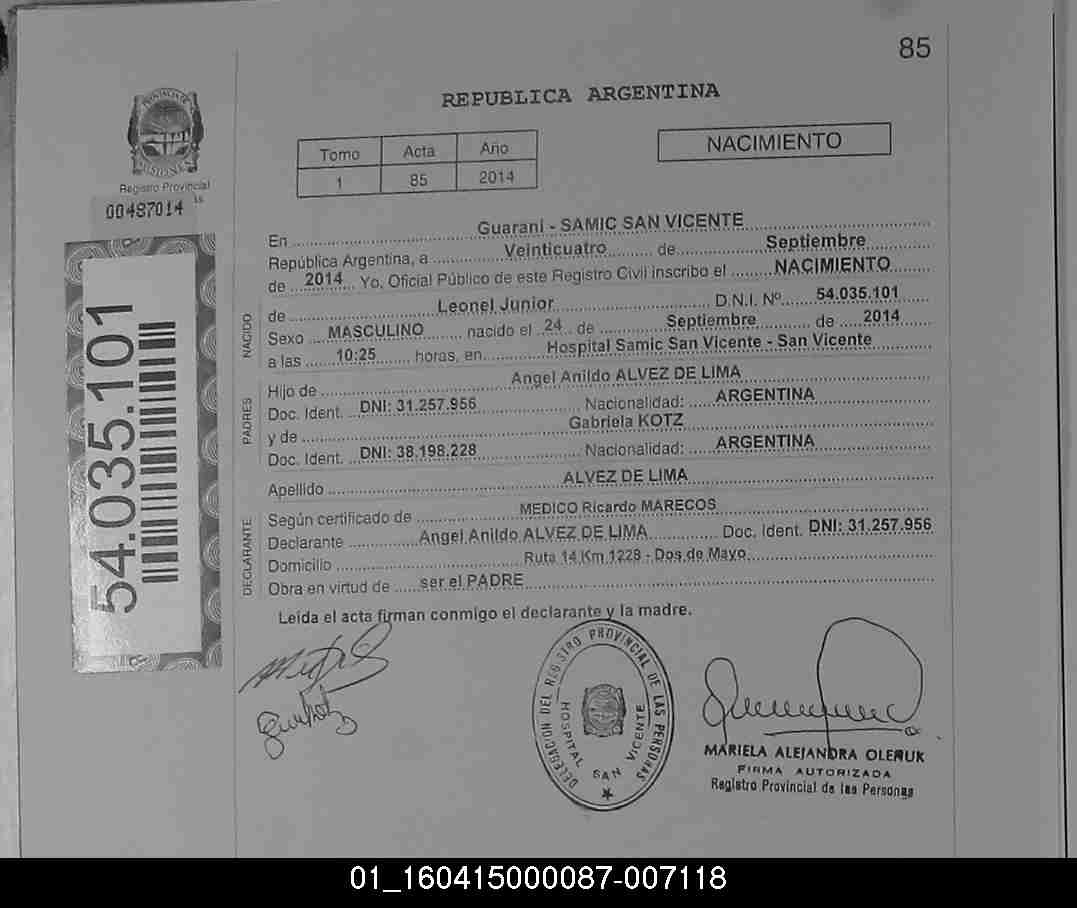 85
REPUBLICA ARGENTINA
Tomo Acta Año
1 85 2014
NACIMIENTO
Registro Provincial
00487014
54.035.101
En Guaraní - SAMIC SAN VICENTE
República Argentina, a Veinticuatro de Septiembre
de 2014 Yo, Oficial Público de este Registro Civil inscribo el NACIMIENTO
NACIDO
de Leonel Junior D.N.I. Nº 54.035.101
Sexo MASCULINO nacido el 24 de Septiembre de 2014
a las 10:25 horas, en Hospital Samic San Vicente - San Vicente
PADRES
Hijo de Angel Anildo ALVEZ DE LIMA
Doc. Ident. DNI: 31.257.956 Nacionalidad: ARGENTINA
y de Gabriela KOTZ
Doc. Ident. DNI: 38.198.228 Nacionalidad: ARGENTINA
Apellido ALVEZ DE LIMA
DECLARANTE
Según certificado de MEDICO Ricardo MARECOS
Declarante Angel Anildo ALVEZ DE LIMA Doc. Ident. DNI: 31.257.956
Domicilio Ruta 14 Km 1228 - Dos de Mayo
Obra en virtud de ser el PADRE
Leída el acta firman conmigo el declarante y la madre.
DELEGACION DEL REGISTRO PROVINCIAL DE LAS PERSONAS
HOSPITAL SAN VICENTE
MARIELA ALEJANDRA OLEÑUK
FIRMA AUTORIZADA
Registro Provincial de las Personas
01_160415000087-007118